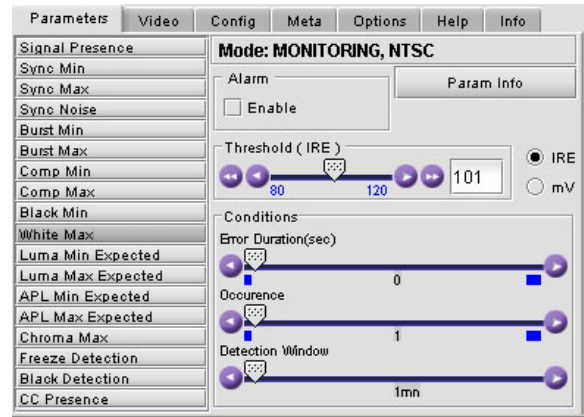 Parameters Video Config Meta Options Help Info
Signal Presence
Sync Min
Sync Max
Sync Noise
Burst Min
Burst Max
Comp Min
Comp Max
Black Min
White Max
Luma Min Expected
Luma Max Expected
APL Min Expected
APL Max Expected
Chroma Max
Freeze Detection
Black Detection
CC Presence
Mode: MONITORING, NTSC
Alarm
Enable
Param Info
Threshold ( IRE )
80 120
101
IRE
mV
Conditions
Error Duration(sec)
0
Occurence
1
Detection Window
1mn